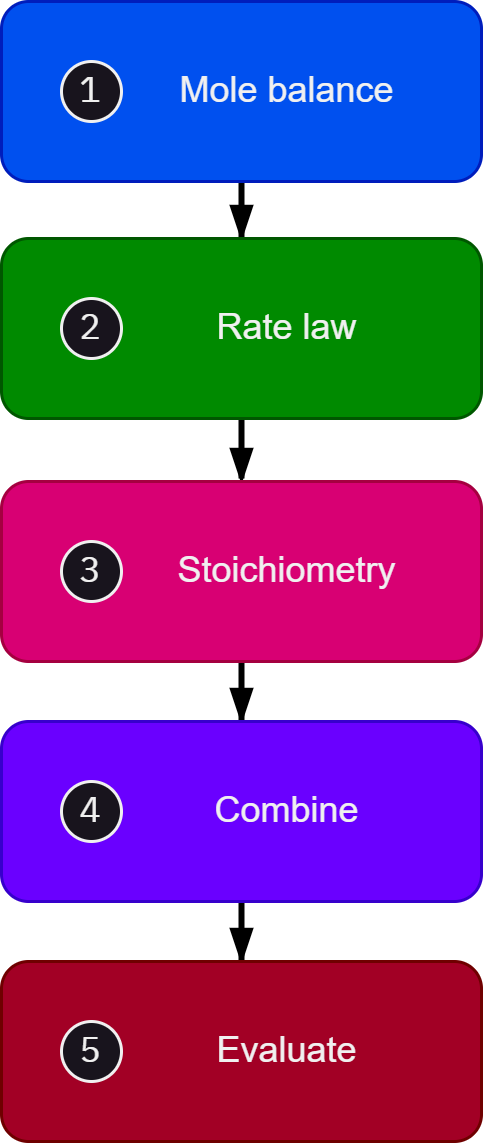 1 Mole balance
2 Rate law
3 Stoichiometry
4 Combine
5 Evaluate